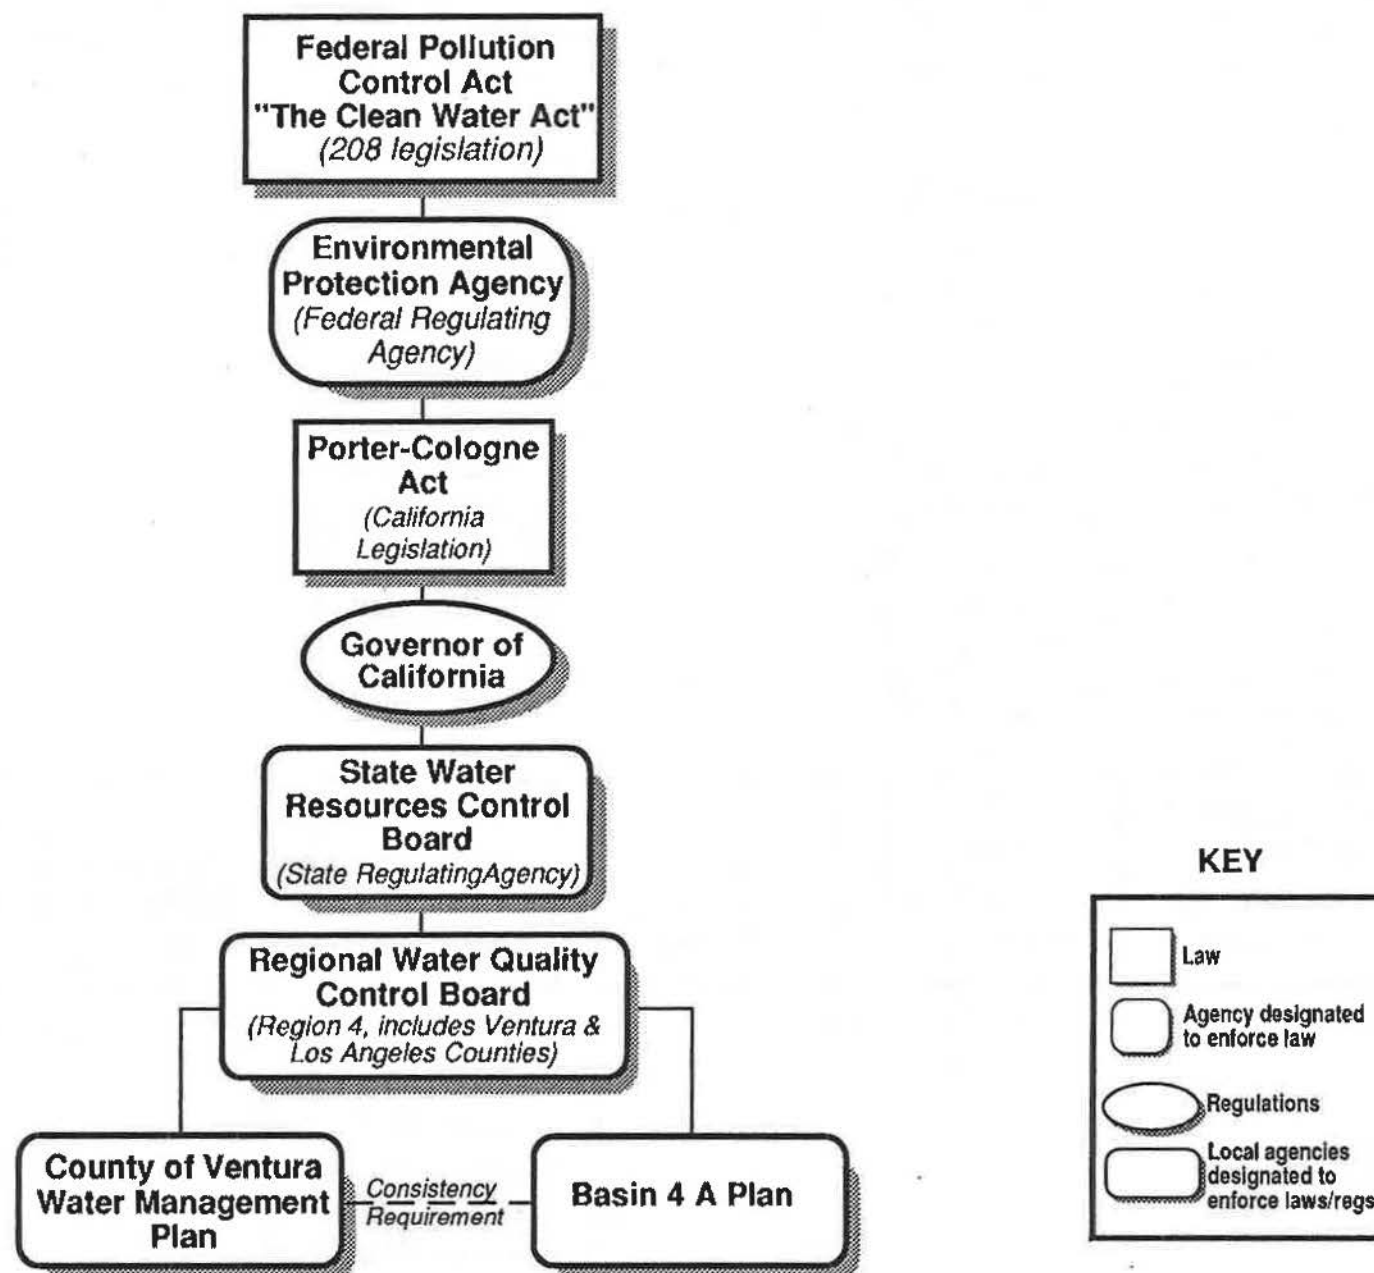 Federal Pollution
Control Act
"The Clean Water Act"
(208 legislation)
Environmental
Protection Agency
(Federal Regulating
Agency)
Porter-Cologne
Act
(California
Legislation)
Governor of
California
State Water
Resources Control
Board
(State RegulatingAgency)
Regional Water Quality
Control Board
(Region 4, includes Ventura &
Los Angeles Counties)
County of Ventura
Water Management
Plan
Consistency
Requirement
Basin 4 A Plan
KEY
Law
Agency designated
to enforce law
Regulations
Local agencies
designated to
enforce laws/regs